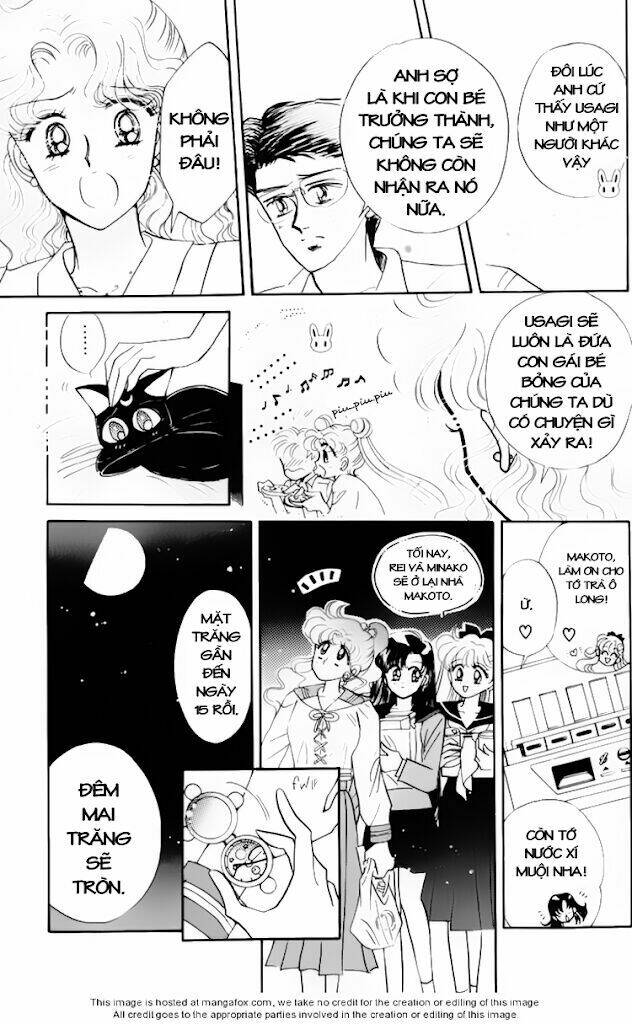 ĐÔI LÚC
ANH CỨ
THẤY USAGI
NHƯ MỘT
NGƯỜI KHÁC
VẬY
ANH SỢ
LÀ KHI CON BÉ
TRƯỞNG THÀNH,
CHÚNG TA SẼ
KHÔNG CÒN
NHẬN RA NÓ
NỮA.
KHÔNG
PHẢI
ĐÂU!
USAGI SẼ
LUÔN LÀ ĐỨA
CON GÁI BÉ
BỎNG CỦA
CHÚNG TA DÙ
CÓ CHUYỆN GÌ
XẢY RA!
piu_piu_piu
......
MAKOTO,
LÀM ƠN CHO
TỚ TRÀ Ô
LONG!
Ừ.
CÒN TỚ
NƯỚC XÍ
MUỘI NHA!
TỐI NAY,
REI VÀ MINAKO
SẼ Ở LẠI NHÀ
MAKOTO.
MẶT
TRĂNG
GẦN
ĐẾN
NGÀY
15 RỒI.
ĐÊM
MAI
TRĂNG
SẼ
TRÒN.
This image is hosted at mangafox.com, we take no credit for the creation or editing of this image
All credit goes to the appropriate parties involved in the creation or editing of this image.